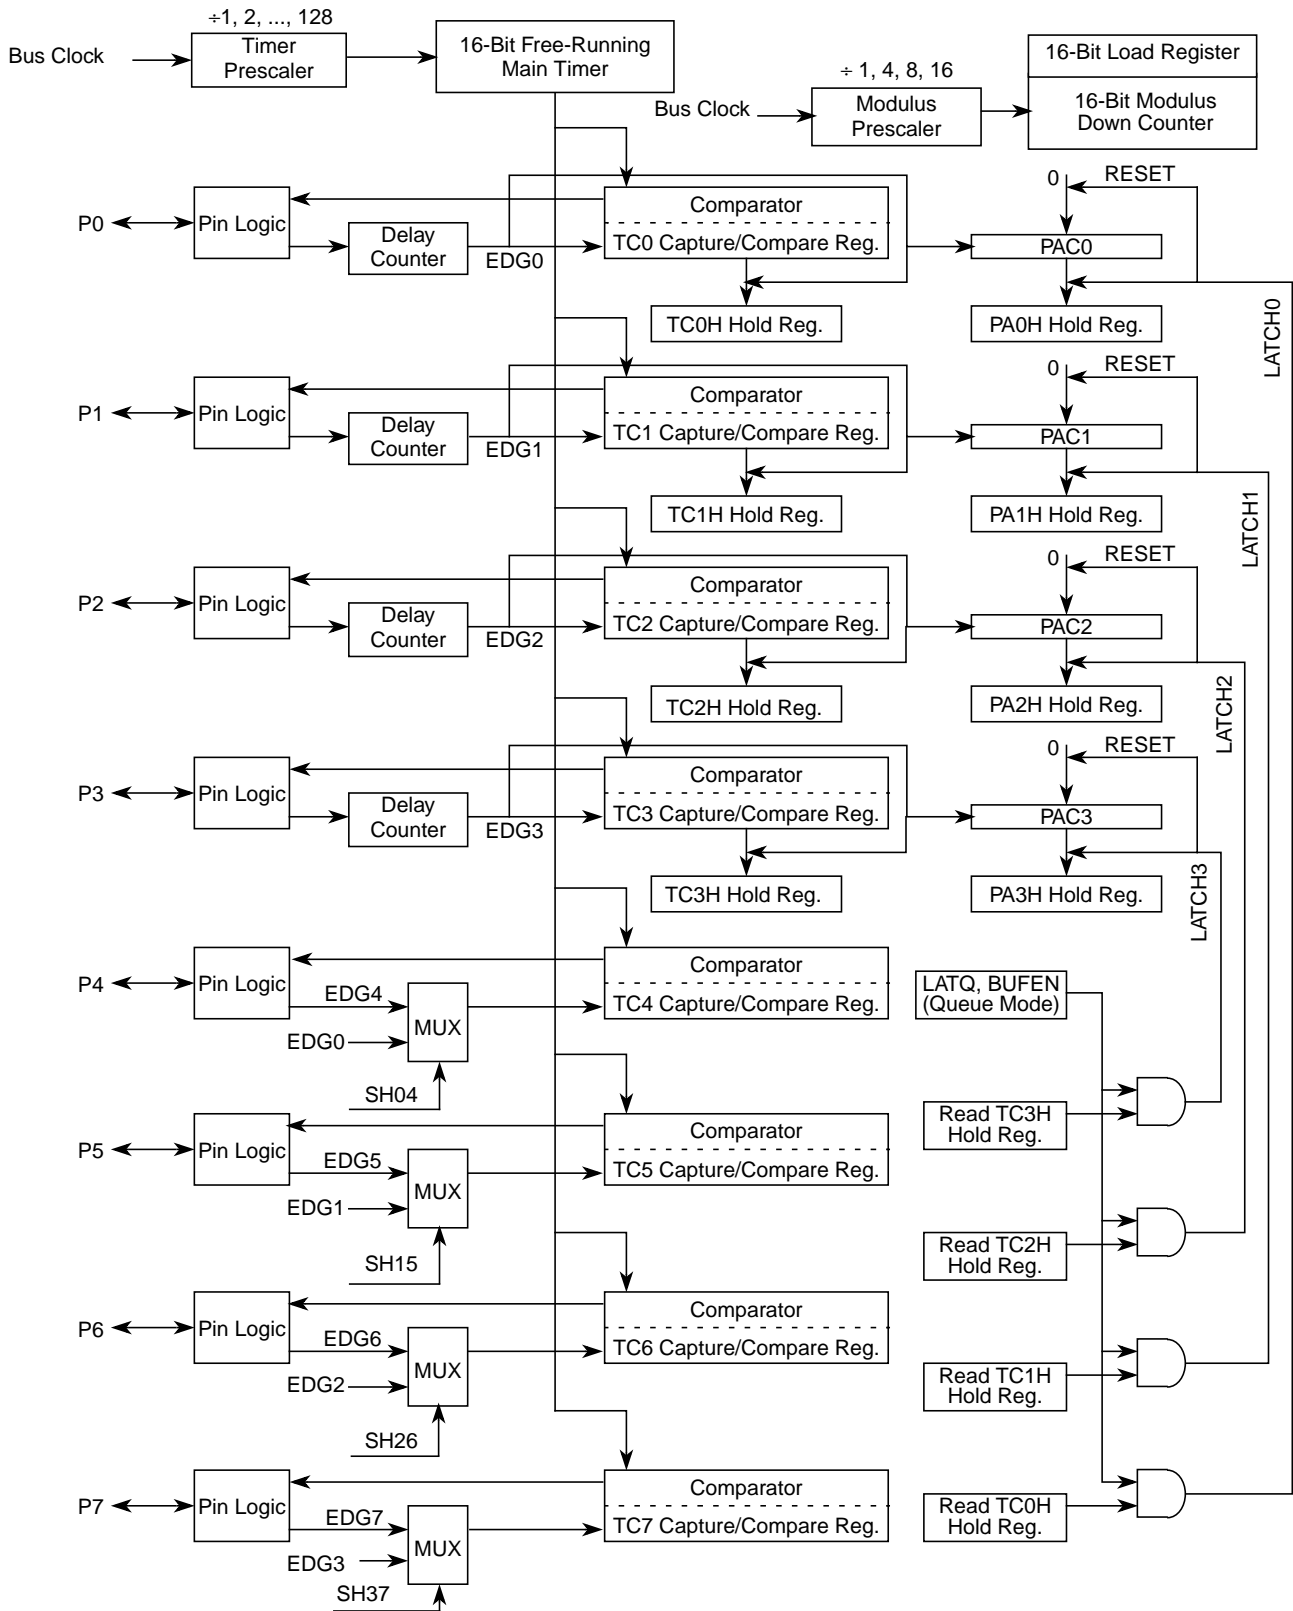 ÷1, 2, ..., 128
Bus Clock
Timer
Prescaler
16-Bit Free-Running
Main Timer
÷ 1, 4, 8, 16
Bus Clock
Modulus
Prescaler
16-Bit Load Register
16-Bit Modulus
Down Counter
P0
Pin Logic
Delay
Counter
EDG0
Comparator
TC0 Capture/Compare Reg.
TC0H Hold Reg.
0
RESET
PAC0
PA0H Hold Reg.
LATCH0
P1
Pin Logic
Delay
Counter
EDG1
Comparator
TC1 Capture/Compare Reg.
TC1H Hold Reg.
0
RESET
PAC1
PA1H Hold Reg.
LATCH1
P2
Pin Logic
Delay
Counter
EDG2
Comparator
TC2 Capture/Compare Reg.
TC2H Hold Reg.
0
RESET
PAC2
PA2H Hold Reg.
LATCH2
P3
Pin Logic
Delay
Counter
EDG3
Comparator
TC3 Capture/Compare Reg.
TC3H Hold Reg.
0
RESET
PAC3
PA3H Hold Reg.
LATCH3
P4
Pin Logic
EDG4
EDG0
MUX
SH04
Comparator
TC4 Capture/Compare Reg.
LATQ, BUFEN
(Queue Mode)
P5
Pin Logic
EDG5
EDG1
MUX
SH15
Comparator
TC5 Capture/Compare Reg.
Read TC3H
Hold Reg.
Read TC2H
Hold Reg.
P6
Pin Logic
EDG6
EDG2
MUX
SH26
Comparator
TC6 Capture/Compare Reg.
Read TC1H
Hold Reg.
P7
Pin Logic
EDG7
EDG3
MUX
SH37
Comparator
TC7 Capture/Compare Reg.
Read TC0H
Hold Reg.